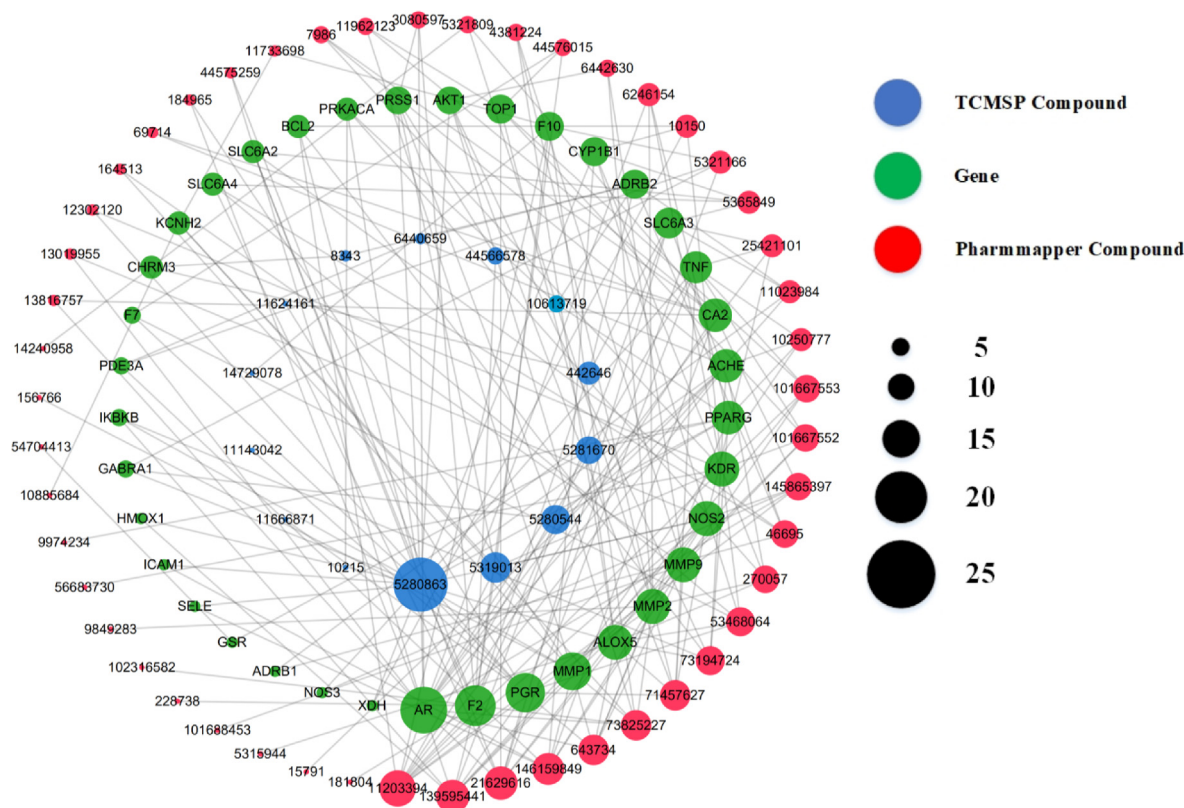 3080597
11962123
5321809
7986
4381224
11733698
44576015
44575259
6442630
184965
6246154
69714
10150
164513
5321166
12302120
5365849
13019955
25421101
13816757
11023984
14240958
10250777
156766
101667553
54704413
101667552
10885684
145865397
9974234
46695
56683730
270057
9849283
53468064
102316582
73194724
228738
71457627
101688453
73825227
5315944
643734
15791
146159849
181804
21629616
11203394
139595441
PRSS1
AKT1
TOP1
PRKACA
F10
BCL2
CYP1B1
SLC6A2
ADRB2
SLC6A4
SLC6A3
KCNH2
TNF
CHRM3
CA2
F7
ACHE
PDE3A
PPARG
IKBKB
KDR
GABRA1
NOS2
HMOX1
MMP9
ICAM1
MMP2
SELE
ALOX5
GSR
MMP1
ADRB1
PGR
NOS3
F2
XDH
AR
6440659
8343
44566578
11624161
10613719
14729078
442646
11143042
5281670
11666871
5280544
10215
5319013
5280863
TCMSP Compound
Gene
Pharmmapper Compound
5
10
15
20
25